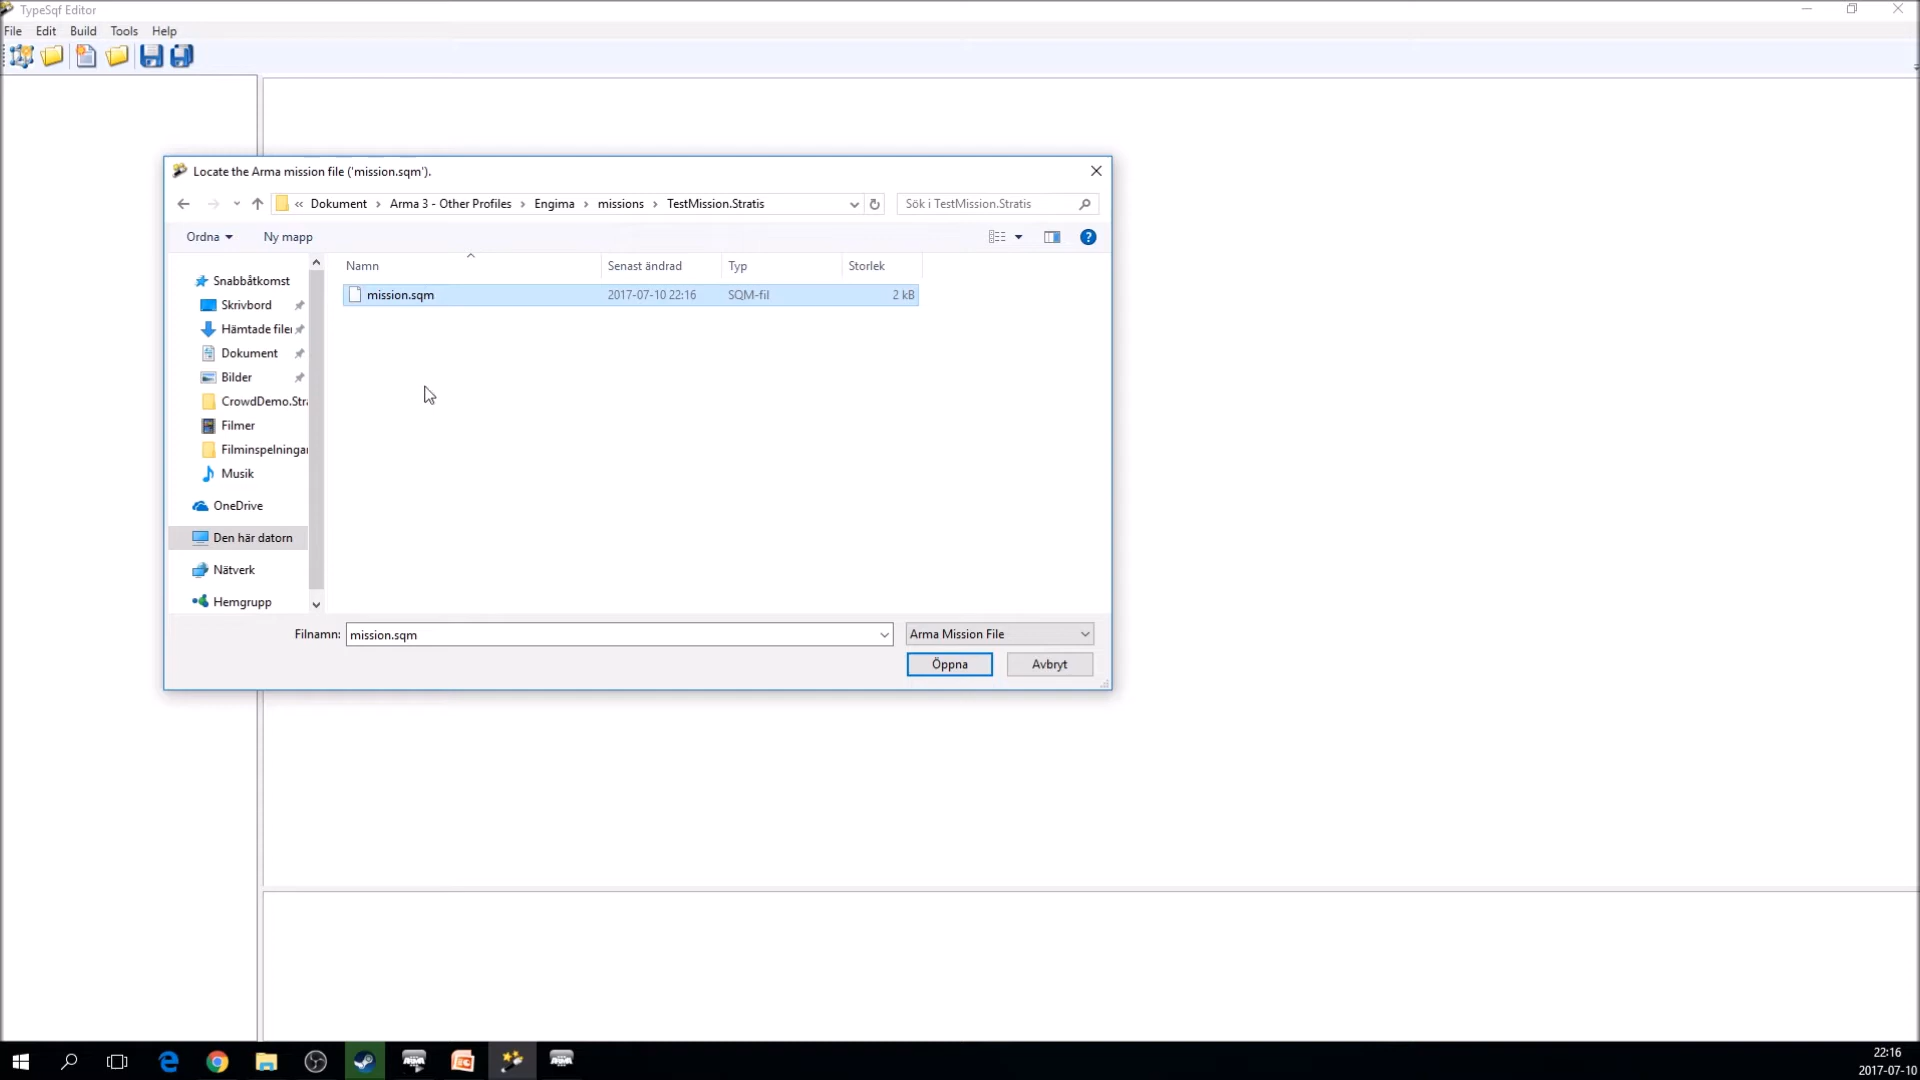 TypeSqf Editor
File Edit Build Tools Help
Locate the Arma mission file ('mission.sqm').
« Dokument › Arma 3 - Other Profiles › Engima › missions › TestMission.Stratis
Sök i TestMission.Stratis
Ordna Ny mapp
Namn Senast ändrad Typ Storlek
mission.sqm 2017-07-10 22:16 SQM-fil 2 kB
Snabbåtkomst
Skrivbord
Hämtade filer
Dokument
Bilder
CrowdDemo.Stra
Filmer
Filminspelningar
Musik
OneDrive
Den här datorn
Nätverk
Hemgrupp
Filnamn: mission.sqm Arma Mission File
Öppna Avbryt
22:16
2017-07-10